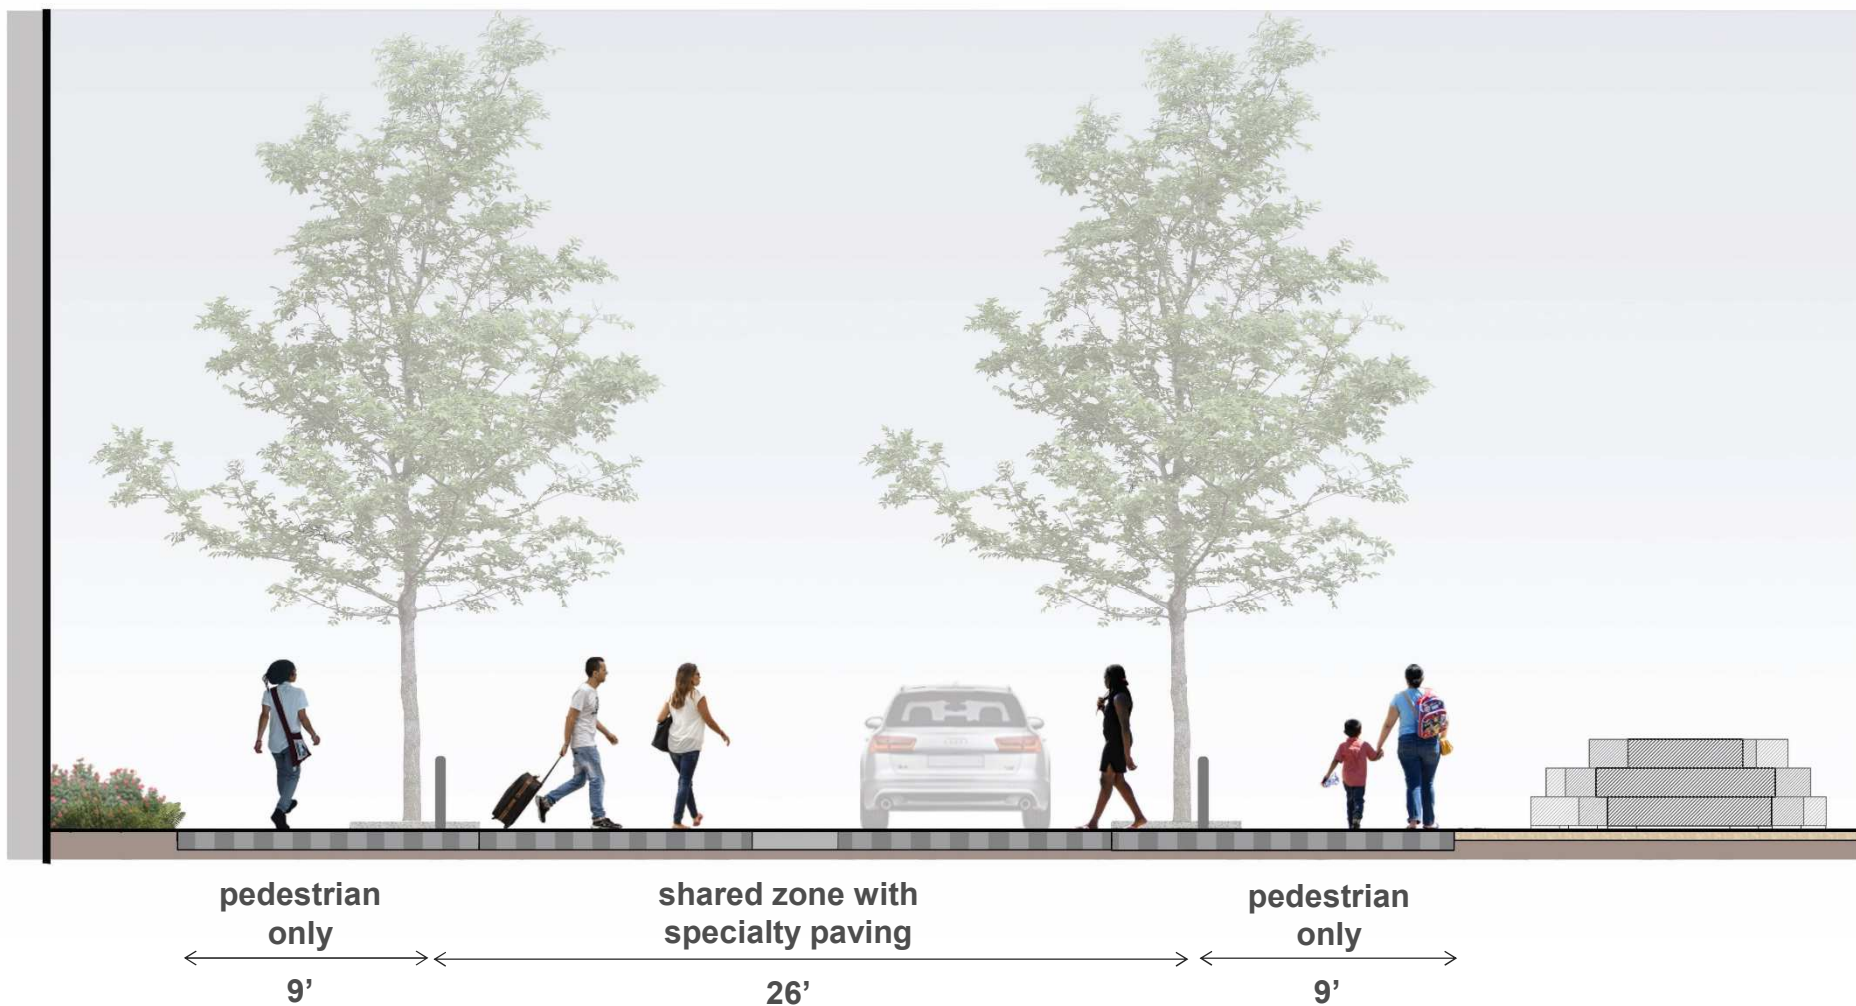 pedestrian
only
9’
shared zone with
specialty paving
26’
pedestrian
only
9’